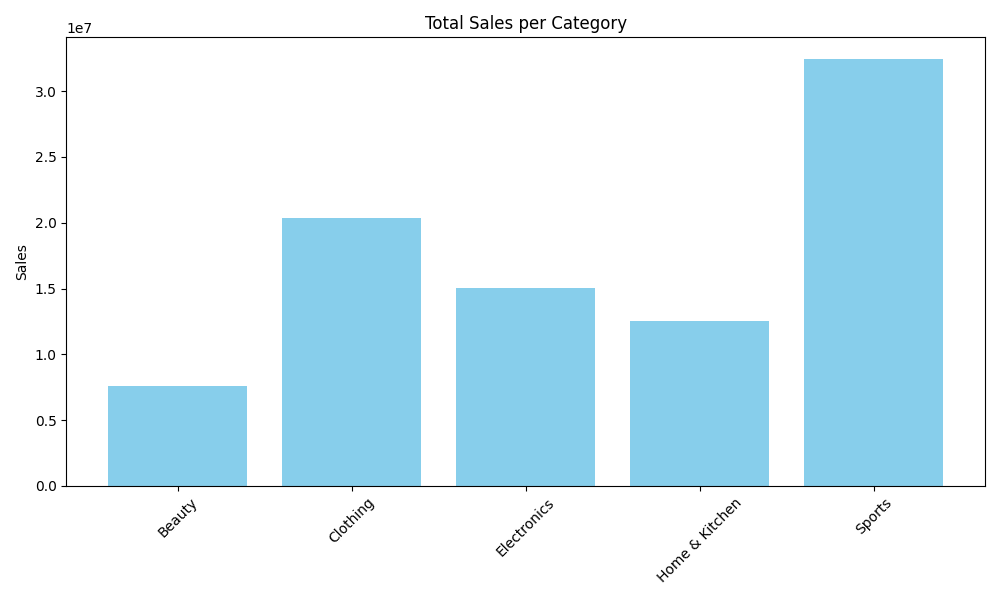 Total Sales per Category
1e7
3.0
2.5
2.0
1.5
1.0
0.5
0.0
Sales
Beauty
Clothing
Electronics
Home & Kitchen
Sports